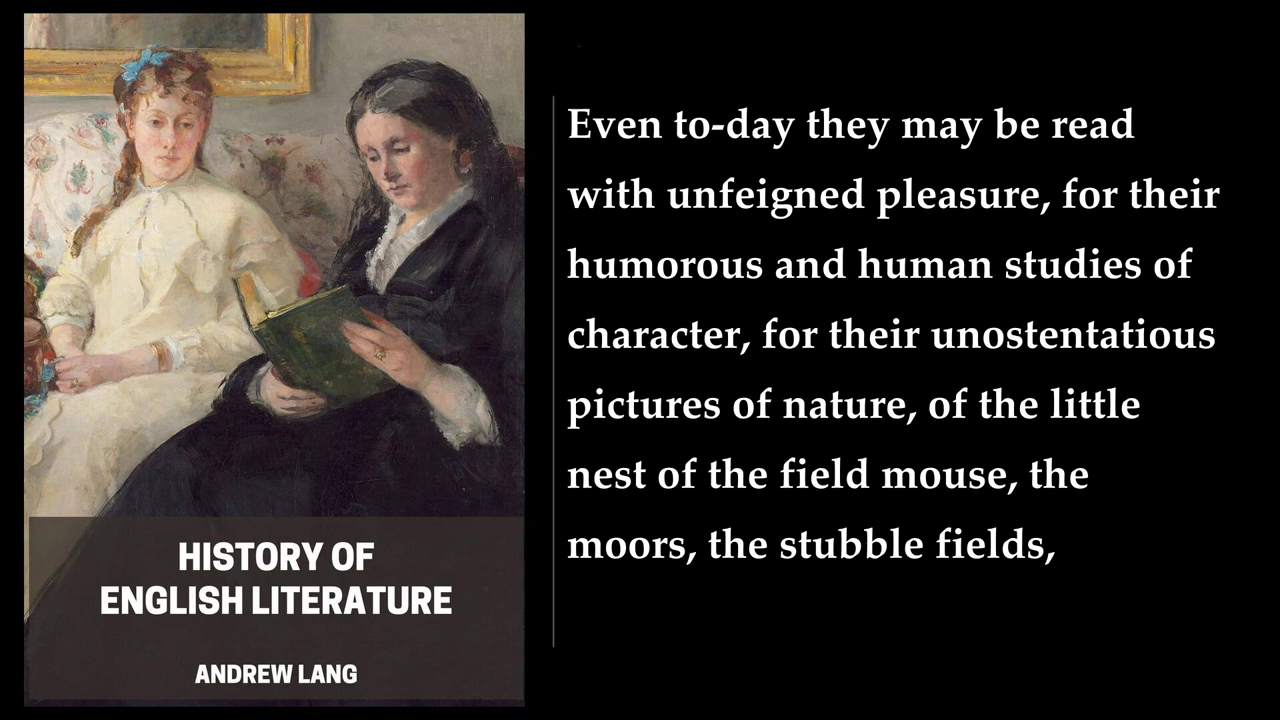 HISTORY OF
ENGLISH LITERATURE
ANDREW LANG
Even to-day they may be read
with unfeigned pleasure, for their
humorous and human studies of
character, for their unostentatious
pictures of nature, of the little
nest of the field mouse, the
moors, the stubble fields,